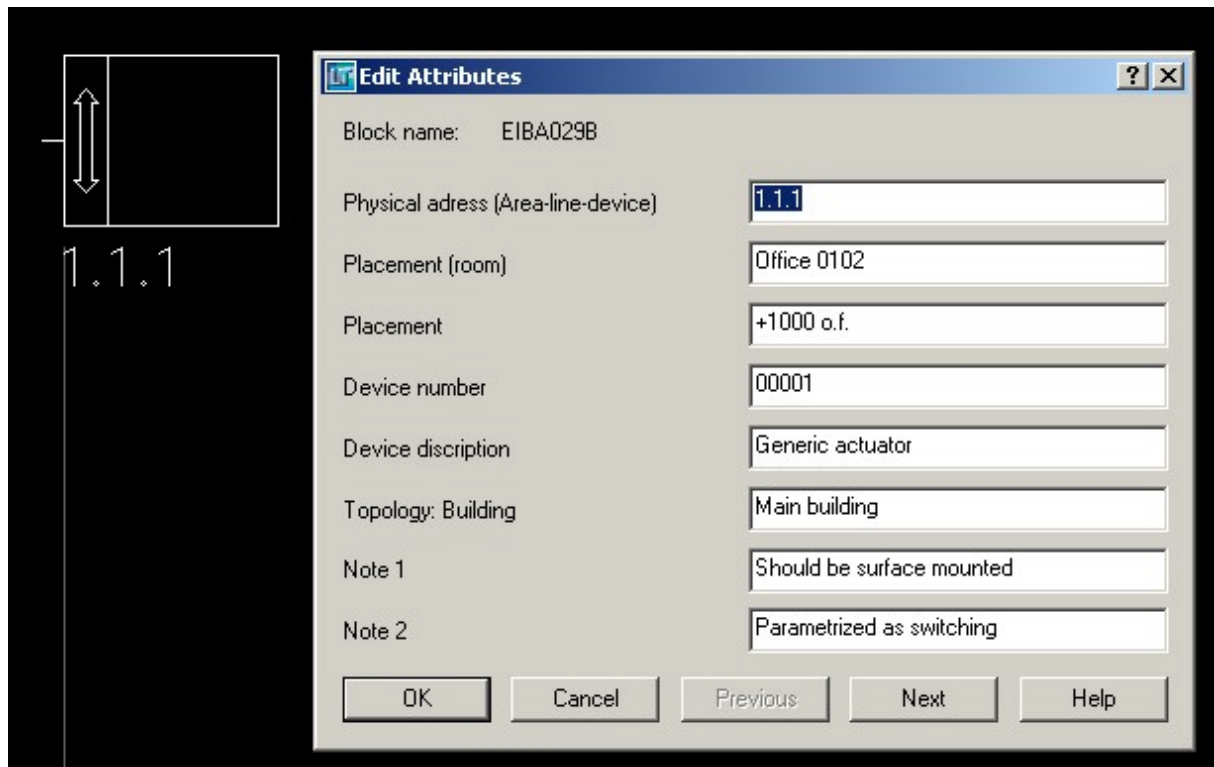 1.1.1
LT Edit Attributes
Block name: EIBA029B
Physical adress (Area-line-device) 1.1.1
Placement (room) Office 0102
Placement +1000 o.f.
Device number 00001
Device discription Generic actuator
Topology: Building Main building
Note 1 Should be surface mounted
Note 2 Parametrized as switching
OK Cancel Previous Next Help